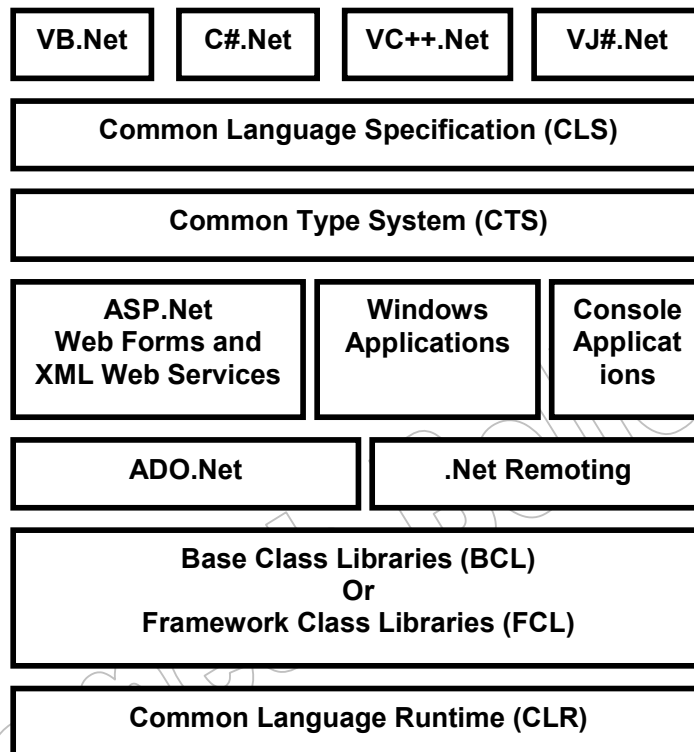 VB.Net C#.Net VC++.Net VJ#.Net
Common Language Specification (CLS)
Common Type System (CTS)
ASP.Net
Web Forms and
XML Web Services
Windows
Applications
Console
Applicat
ions
ADO.Net .Net Remoting
Base Class Libraries (BCL)
Or
Framework Class Libraries (FCL)
Common Language Runtime (CLR)